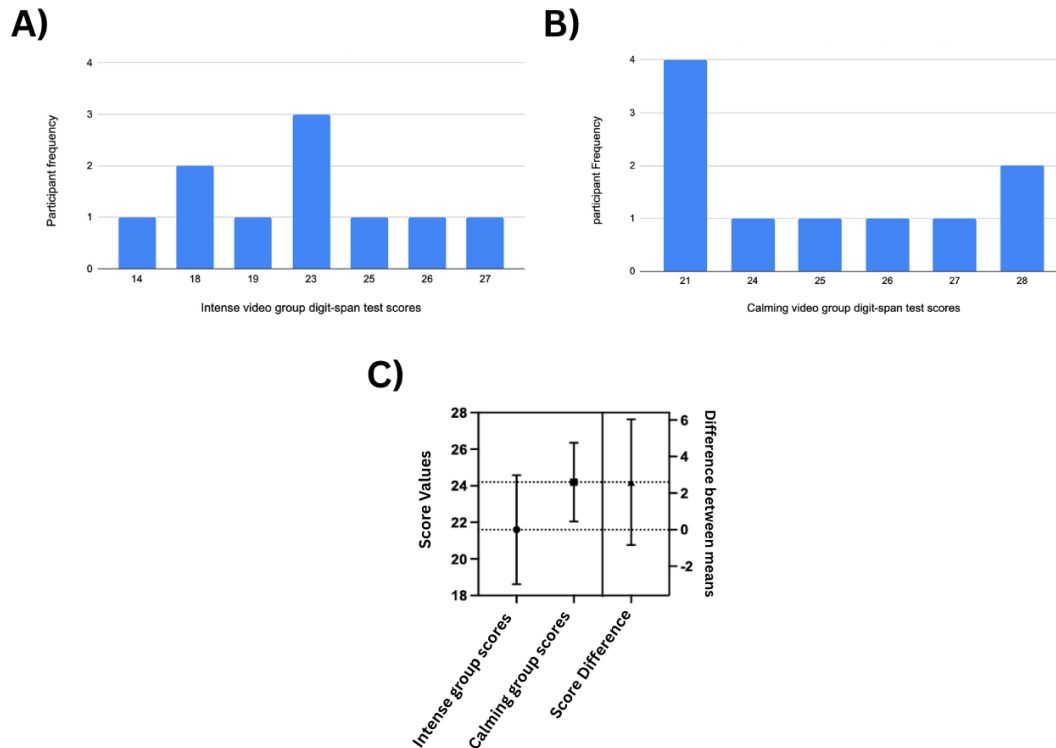 A)
4
3
2
1
0
Participant frequency
14 18 19 23 25 26 27
Intense video group digit-span test scores
B)
4
3
2
1
0
participant Frequency
21 24 25 26 27 28
Calming video group digit-span test scores
C)
28
26
24
22
20
18
Score Values
6
4
2
0
-2
Difference between means
Intense group scores
Calming group scores
Score Difference